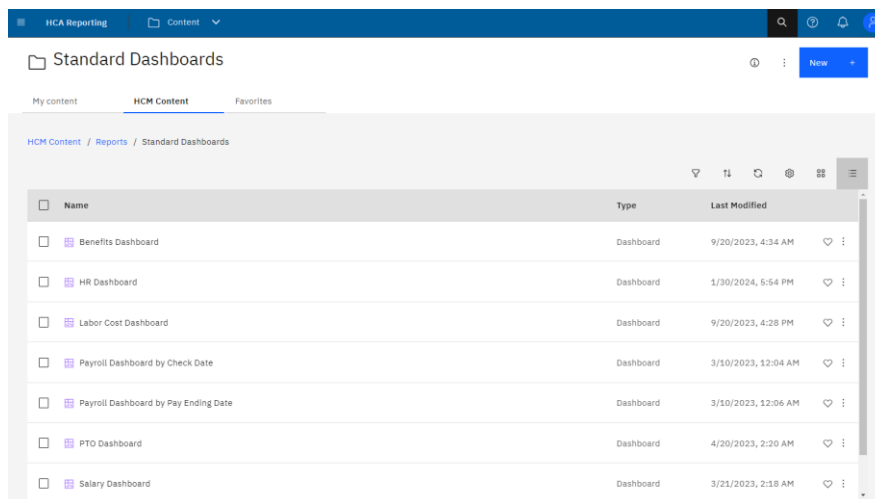 HCA Reporting Content
Standard Dashboards
New +
My content HCM Content Favorites
HCM Content / Reports / Standard Dashboards
Name Type Last Modified
Benefits Dashboard Dashboard 9/20/2023, 4:34 AM
HR Dashboard Dashboard 1/30/2024, 5:54 PM
Labor Cost Dashboard Dashboard 9/20/2023, 4:28 PM
Payroll Dashboard by Check Date Dashboard 3/10/2023, 12:04 AM
Payroll Dashboard by Pay Ending Date Dashboard 3/10/2023, 12:06 AM
PTO Dashboard Dashboard 4/20/2023, 2:20 AM
Salary Dashboard Dashboard 3/21/2023, 2:18 AM